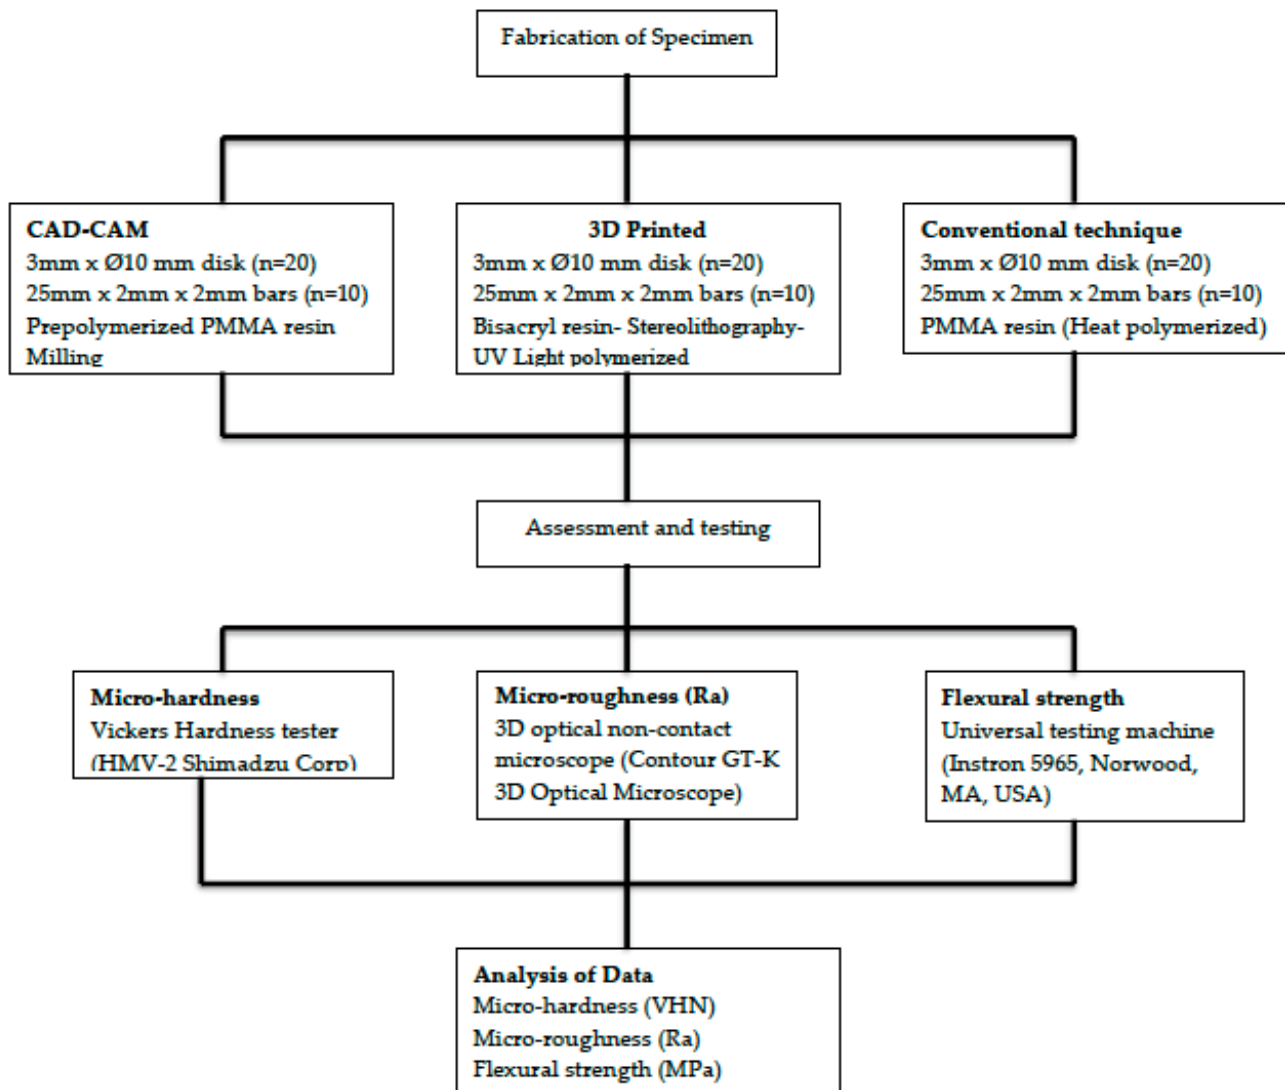 Fabrication of Specimen
CAD-CAM
3mm x Ø10 mm disk (n=20)
25mm x 2mm x 2mm bars (n=10)
Prepolymerized PMMA resin
Milling
3D Printed
3mm x Ø10 mm disk (n=20)
25mm x 2mm x 2mm bars (n=10)
Bisacryl resin- Stereolithography-
UV Light polymerized
Conventional technique
3mm x Ø10 mm disk (n=20)
25mm x 2mm x 2mm bars (n=10)
PMMA resin (Heat polymerized)
Assessment and testing
Micro-hardness
Vickers Hardness tester
(HMV-2 Shimadzu Corp)
Micro-roughness (Ra)
3D optical non-contact
microscope (Contour GT-K
3D Optical Microscope)
Flexural strength
Universal testing machine
(Instron 5965, Norwood,
MA, USA)
Analysis of Data
Micro-hardness (VHN)
Micro-roughness (Ra)
Flexural strength (MPa)